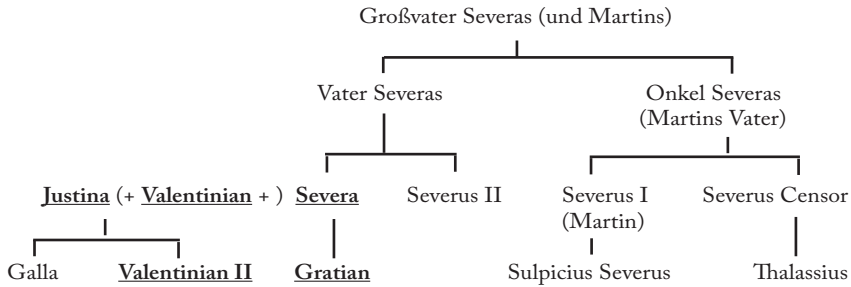 Großvater Severas (und Martins)
Vater Severas
Onkel Severas
(Martins Vater)
Justina (+ Valentinian + ) Severa
Severus II
Severus I
(Martin)
Severus Censor
Galla
Valentinian II
Gratian
Sulpicius Severus
Thalassius